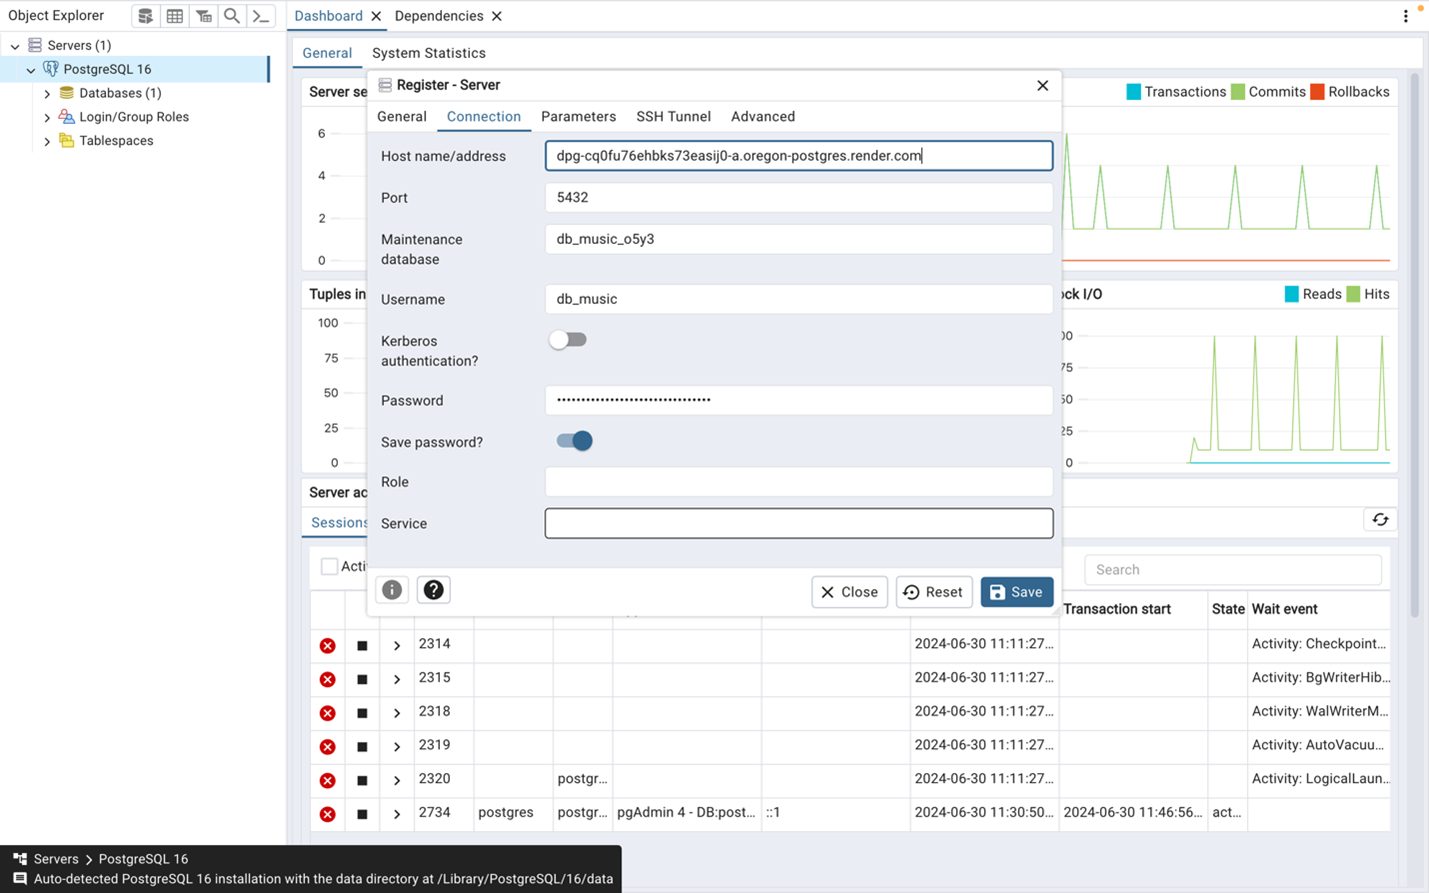 Object Explorer
Dashboard
Dependencies
Servers (1)
PostgreSQL 16
Databases (1)
Login/Group Roles
Tablespaces
General
System Statistics
Server se
Transactions
Commits
Rollbacks
6
4
2
0
Register - Server
General
Connection
Parameters
SSH Tunnel
Advanced
Host name/address
dpg-cq0fu76ehbks73easij0-a.oregon-postgres.render.com
Port
5432
Maintenance
database
db_music_o5y3
Username
db_music
Kerberos
authentication?
Password
Save password?
Role
Service
Close
Reset
Save
Tuples in
100
75
50
25
0
ock I/O
Reads
Hits
00
75
50
25
0
Server ac
Sessions
Acti
Search
Transaction start
State
Wait event
2314
2024-06-30 11:11:27...
Activity: Checkpoint...
2315
2024-06-30 11:11:27...
Activity: BgWriterHib...
2318
2024-06-30 11:11:27...
Activity: WalWriterM...
2319
2024-06-30 11:11:27...
Activity: AutoVacuu...
2320
postgr...
2024-06-30 11:11:27...
Activity: LogicalLaun...
2734
postgres
postgr...
pgAdmin 4 - DB:post...
::1
2024-06-30 11:30:50...
2024-06-30 11:46:56...
act...
Servers > PostgreSQL 16
Auto-detected PostgreSQL 16 installation with the data directory at /Library/PostgreSQL/16/data